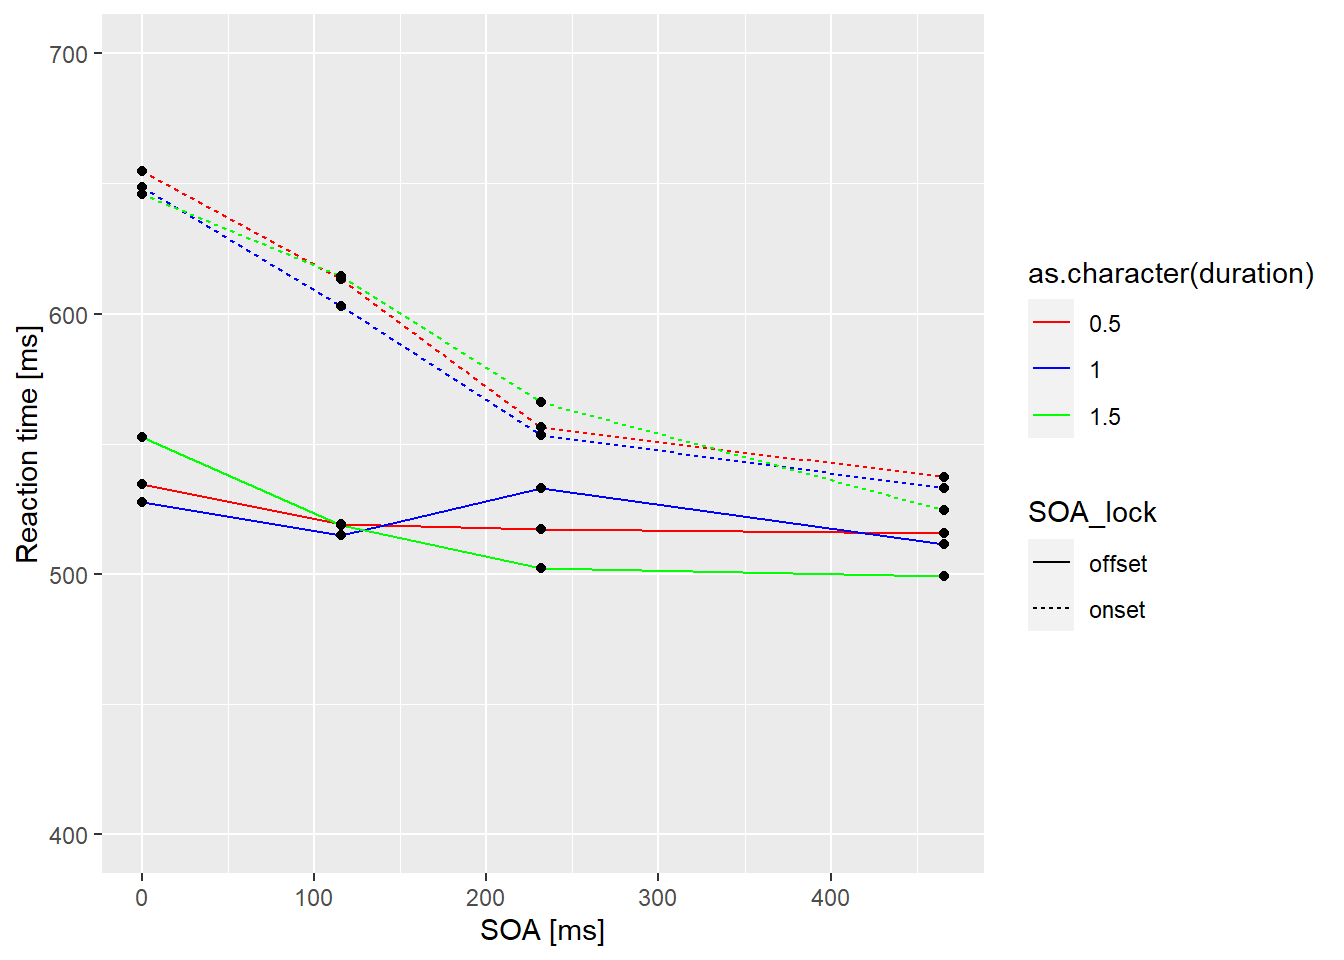 700
600
500
400
0
100
200
300
400
SOA [ms]
Reaction time [ms]
as.character(duration)
0.5
1
1.5
SOA_lock
offset
onset